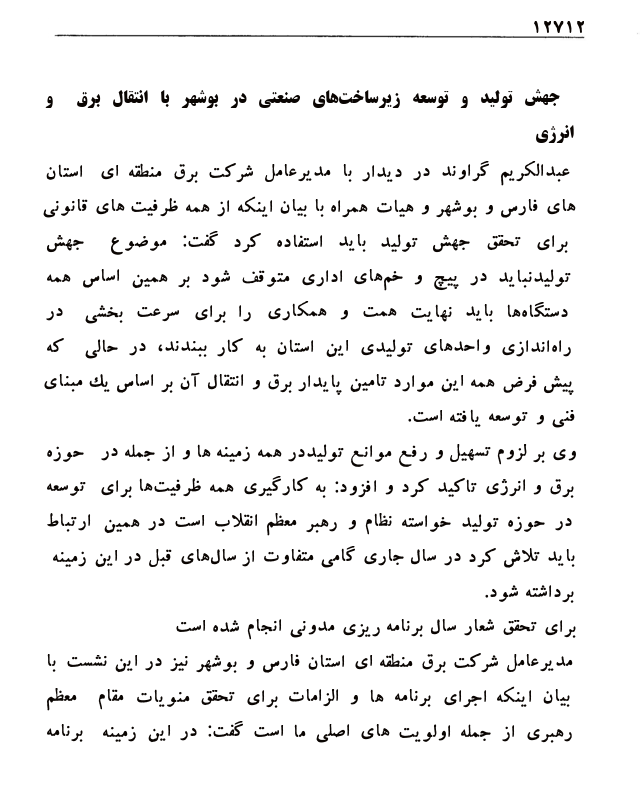 ۱۲۷۱۲
جهش تولید و توسعه زیرساخت‌های صنعتی در بوشهر با انتقال برق و
انرژی
عبدالکریم گراوند در دیدار با مدیرعامل شرکت برق منطقه ای استان
های فارس و بوشهر و هیات همراه با بیان اینکه از همه ظرفیت های قانونی
برای تحقق جهش تولید باید استفاده کرد گفت: موضوع جهش
تولیدنباید در پیچ و خم‌های اداری متوقف شود بر همین اساس همه
دستگاه‌ها باید نهایت همت و همکاری را برای سرعت بخشی در
راه‌اندازی واحدهای تولیدی این استان به کار ببندند، در حالی که
پیش فرض همه این موارد تامین پایدار برق و انتقال آن بر اساس یك مبنای
فنی و توسعه یافته است.
وی بر لزوم تسهیل و رفع موانع تولیددر همه زمینه ها و از جمله در حوزه
برق و انرژی تاکید کرد و افزود: به کارگیری همه ظرفیت‌ها برای توسعه
در حوزه تولید خواسته نظام و رهبر معظم انقلاب است در همین ارتباط
باید تلاش کرد در سال جاری گامی متفاوت از سال‌های قبل در این زمینه
برداشته شود.
برای تحقق شعار سال برنامه ریزی مدونی انجام شده است
مدیرعامل شرکت برق منطقه ای استان فارس و بوشهر نیز در این نشست با
بیان اینکه اجرای برنامه ها و الزامات برای تحقق منویات مقام معظم
رهبری از جمله اولویت های اصلی ما است گفت: در این زمینه برنامه